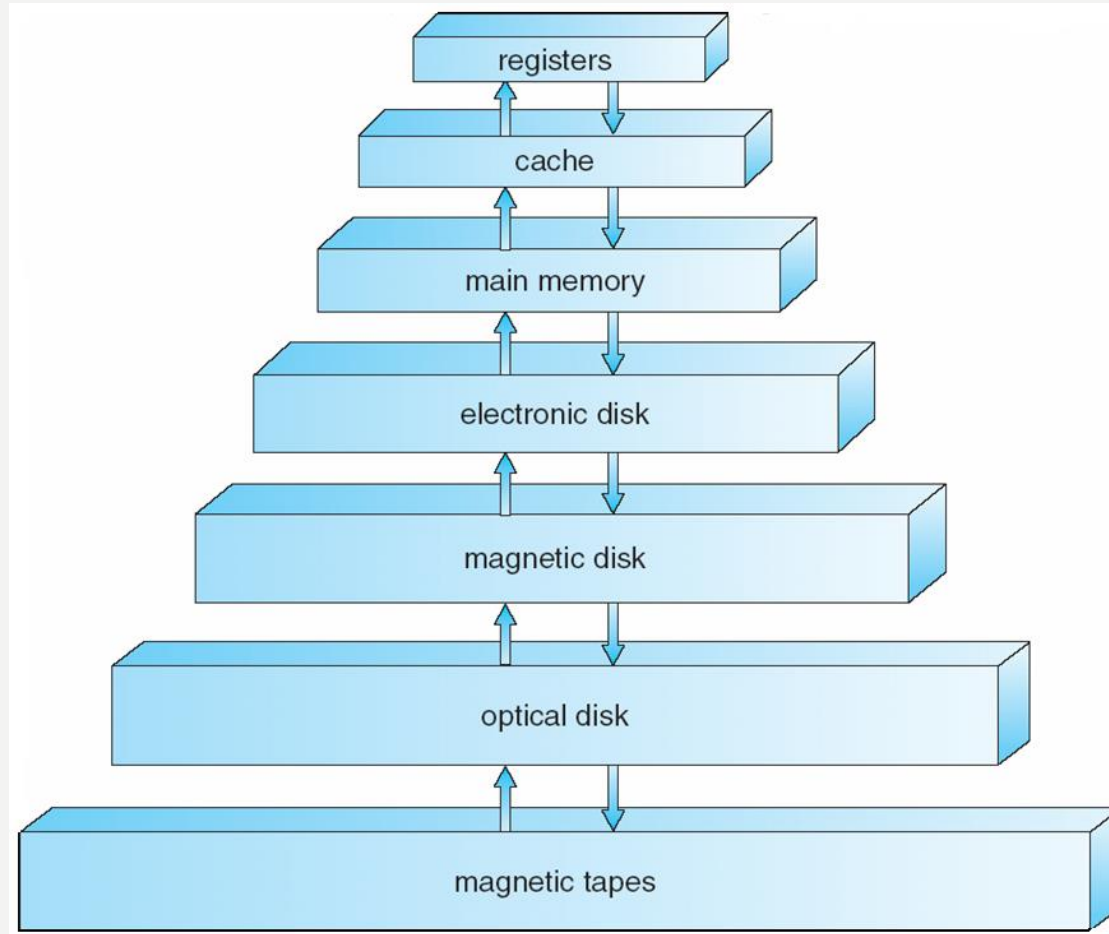 registers
cache
main memory
electronic disk
magnetic disk
optical disk
magnetic tapes